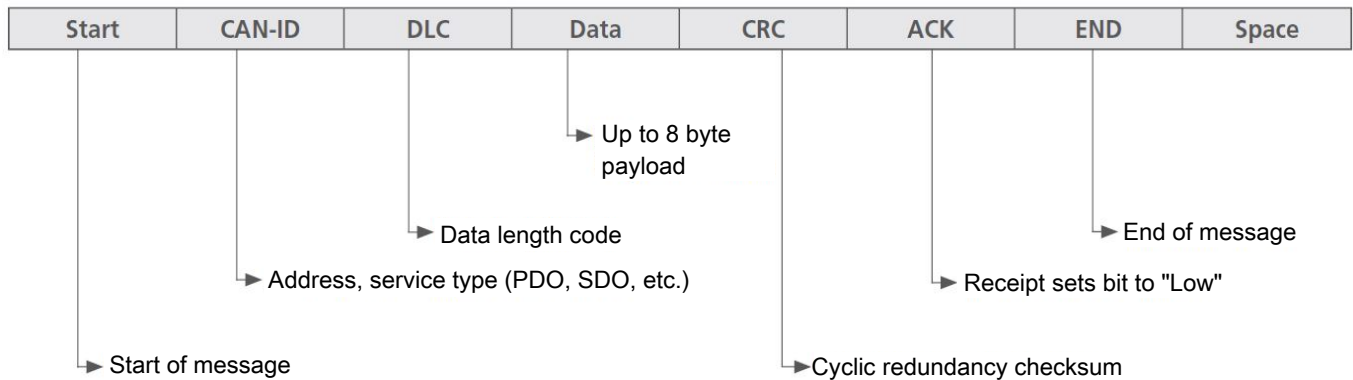 Start CAN-ID DLC Data CRC ACK END Space
Up to 8 byte
payload
Data length code
End of message
Address, service type (PDO, SDO, etc.)
Receipt sets bit to "Low"
Start of message
Cyclic redundancy checksum